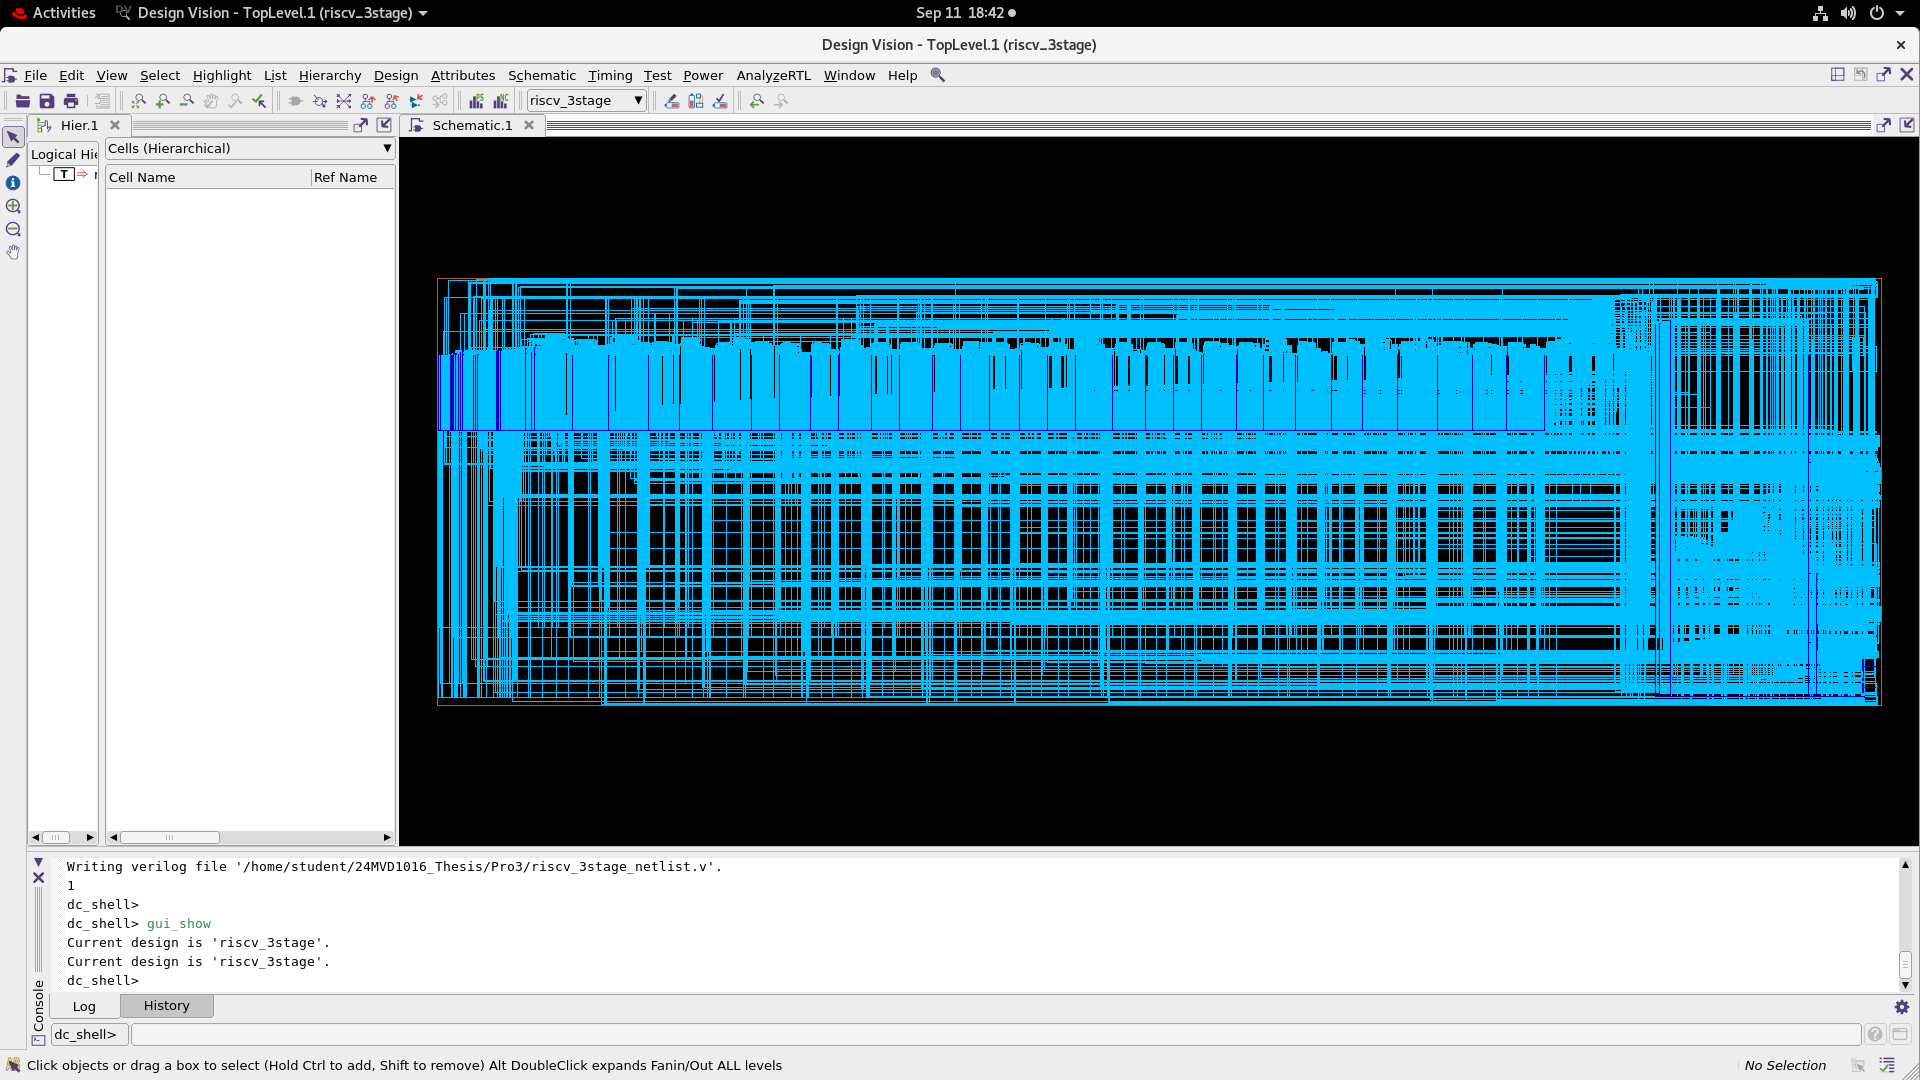 Activities
Design Vision - TopLevel.1 (riscv_3stage)
Sep 11 18:42
Design Vision - TopLevel.1 (riscv_3stage)
File Edit View Select Highlight List Hierarchy Design Attributes Schematic Timing Test Power AnalyzeRTL Window Help
riscv_3stage
Hier.1
Schematic.1
Logical Hie
Cells (Hierarchical)
T
Cell Name
Ref Name
Writing verilog file '/home/student/24MVD1016_Thesis/Pro3/riscv_3stage_netlist.v'.
1
dc_shell>
dc_shell> gui_show
Current design is 'riscv_3stage'.
Current design is 'riscv_3stage'.
dc_shell>
Console
Log
History
dc_shell>
Click objects or drag a box to select (Hold Ctrl to add, Shift to remove) Alt DoubleClick expands Fanin/Out ALL levels
No Selection